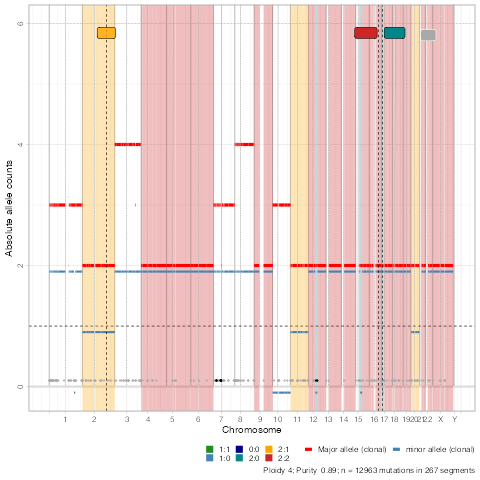 6
4
2
0
Absolute allele counts
1 2 3 4 5 6 7 8 9 10 11 12 13 14 15 16 17 18 19 20 21 22 X Y
Chromosome
1:1 0:0 2:1 Major allele (clonal) minor allele (clonal)
1:0 2:0 2:2
Ploidy 4; Purity 0.89; n = 12963 mutations in 267 segments